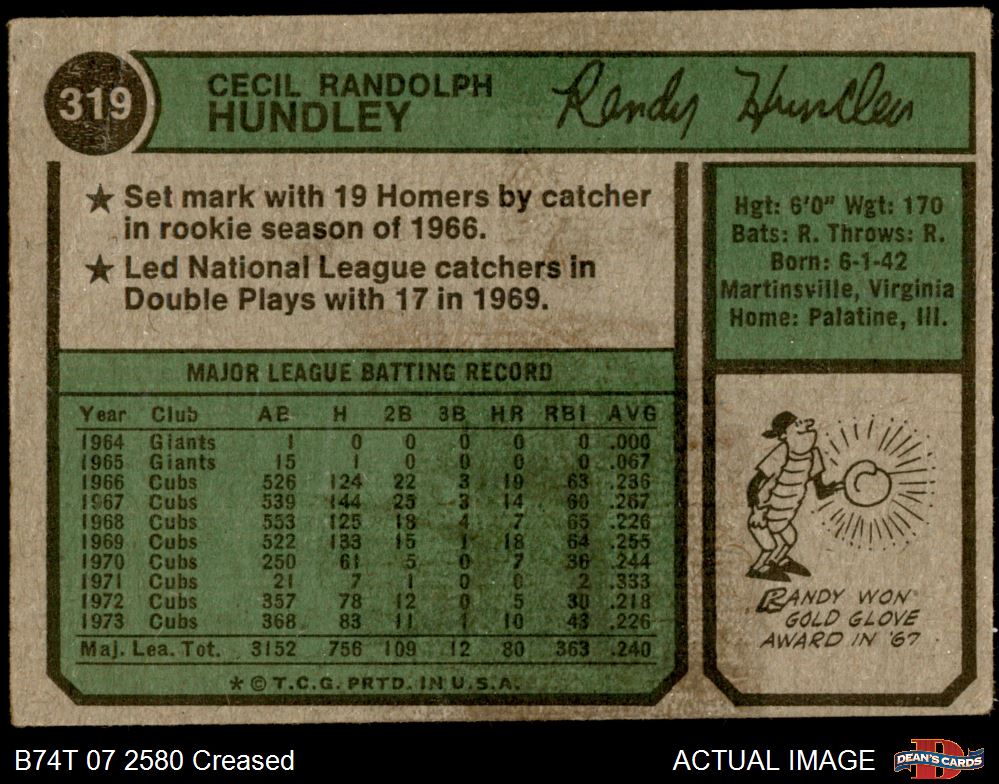 319
CECIL RANDOLPH
HUNDLEY
Randy Hundley
★ Set mark with 19 Homers by catcher
in rookie season of 1966.
★ Led National League catchers in
Double Plays with 17 in 1969.
Hgt: 6'0" Wgt: 170
Bats: R. Throws: R.
Born: 6-1-42
Martinsville, Virginia
Home: Palatine, Ill.
MAJOR LEAGUE BATTING RECORD
Year Club AB H 2B 3B HR RBI AVG
1964 Giants 1 0 0 0 0 0 .000
1965 Giants 15 1 0 0 0 0 .067
1966 Cubs 526 124 22 3 19 63 .236
1967 Cubs 539 144 25 3 14 60 .267
1968 Cubs 553 125 18 4 7 65 .226
1969 Cubs 522 133 15 1 18 64 .255
1970 Cubs 250 61 5 0 7 36 .244
1971 Cubs 21 7 1 0 0 2 .333
1972 Cubs 357 78 12 0 5 30 .218
1973 Cubs 368 83 11 1 10 43 .226
Maj. Lea. Tot. 3152 756 109 12 80 363 .240
* © T.C.G. PRTD. IN U.S.A.
RANDY WON
GOLD GLOVE
AWARD IN '67
B74T 07 2580 Creased
ACTUAL IMAGE
D
DEAN'S CARDS